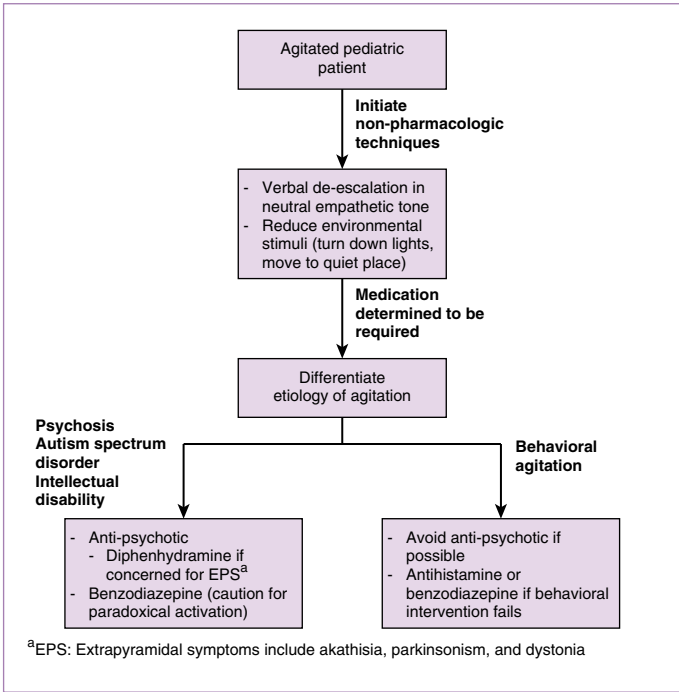 Agitated pediatric
patient
Initiate
non-pharmacologic
techniques
- Verbal de-escalation in
neutral empathetic tone
- Reduce environmental
stimuli (turn down lights,
move to quiet place)
Medication
determined to be
required
Differentiate
etiology of agitation
Psychosis
Autism spectrum
disorder
Intellectual
disability
Behavioral
agitation
- Anti-psychotic
- Diphenhydramine if
concerned for EPSᵃ
- Benzodiazepine (caution for
paradoxical activation)
- Avoid anti-psychotic if
possible
- Antihistamine or
benzodiazepine if behavioral
intervention fails
ᵃEPS: Extrapyramidal symptoms include akathisia, parkinsonism, and dystonia